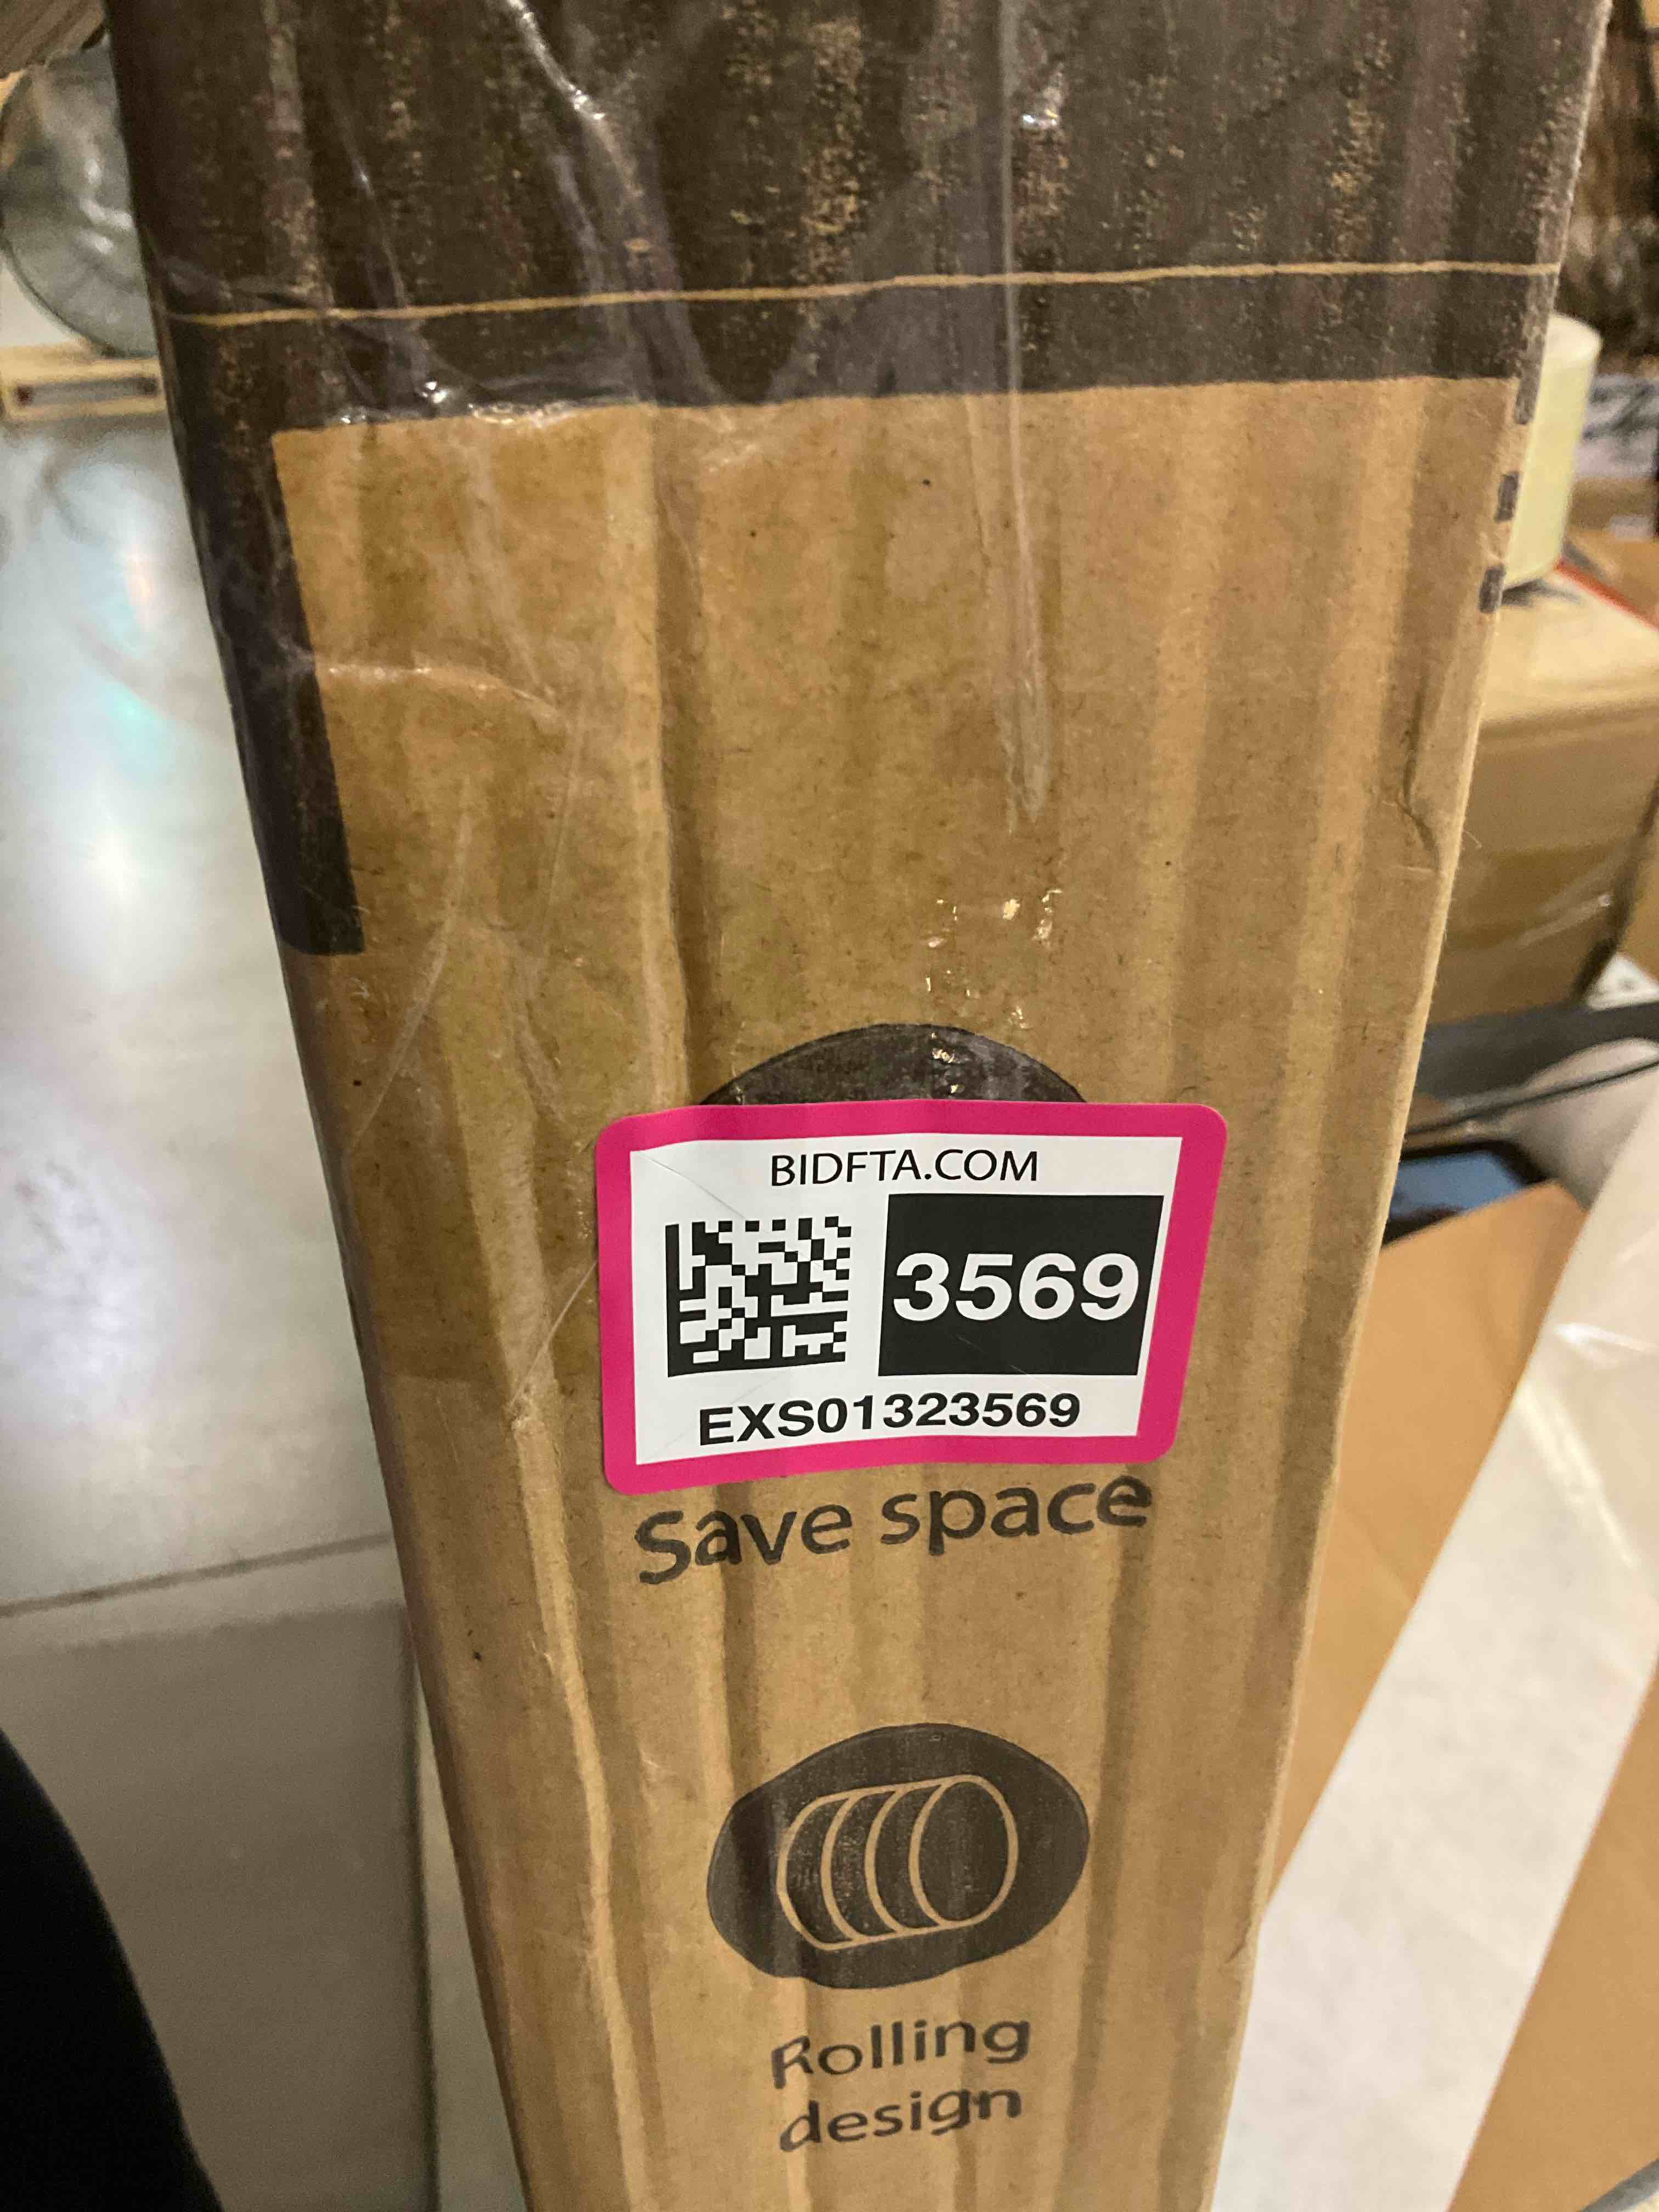 BIDFTA.COM
3569
EXS01323569
Save space
Rolling
design